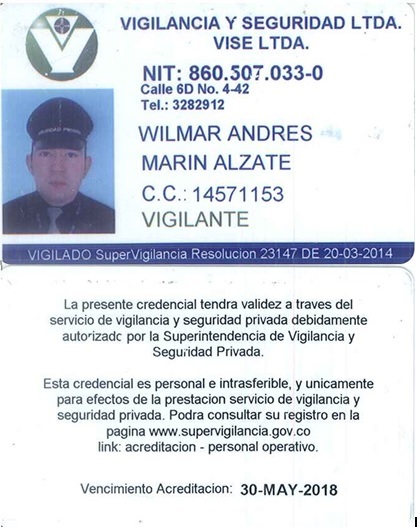 VIGILANCIA Y SEGURIDAD LTDA.
VISE LTDA.
NIT: 860.507.033-0
Calle 6D No. 4-42
Tel.: 3282912
WILMAR ANDRES
MARIN ALZATE
C.C.: 14571153
VIGILANTE
VIGILADO SuperVigilancia Resolucion 23147 DE 20-03-2014
La presente credencial tendra validez a traves del
servicio de vigilancia y seguridad privada debidamente
autorizado por la Superintendencia de Vigilancia y
Seguridad Privada.
Esta credencial es personal e intrasferible, y unicamente
para efectos de la prestacion servicio de vigilancia y
seguridad privada. Podra consultar su registro en la
pagina www.supervigilancia.gov.co
link: acreditacion - personal operativo.
Vencimiento Acreditacion: 30-MAY-2018